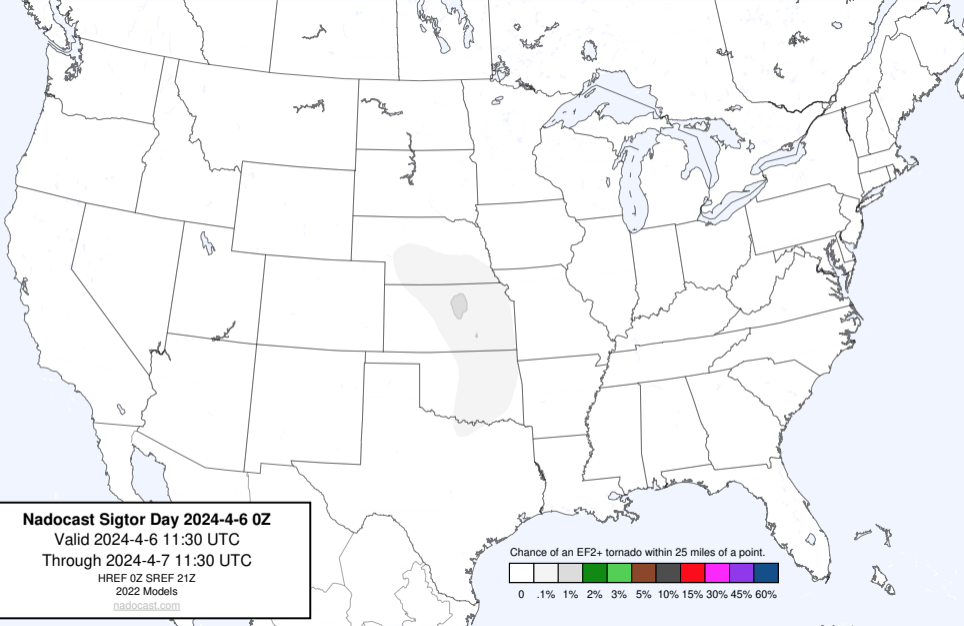 Nadocast Sigtor Day 2024-4-6 0Z
Valid 2024-4-6 11:30 UTC
Through 2024-4-7 11:30 UTC
HREF 0Z SREF 21Z
2022 Models
nadocast.com
Chance of an EF2+ tornado within 25 miles of a point.
0 .1% 1% 2% 3% 5% 10% 15% 30% 45% 60%